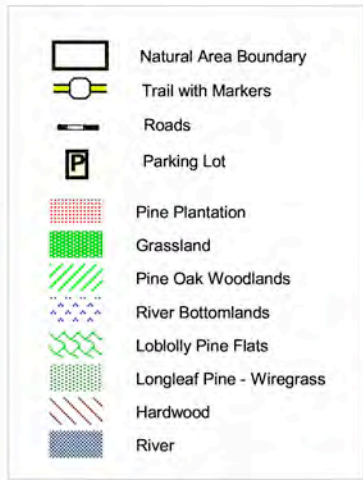 Natural Area Boundary
Trail with Markers
Roads
P
Parking Lot
Pine Plantation
Grassland
Pine Oak Woodlands
River Bottomlands
Loblolly Pine Flats
Longleaf Pine - Wiregrass
Hardwood
River